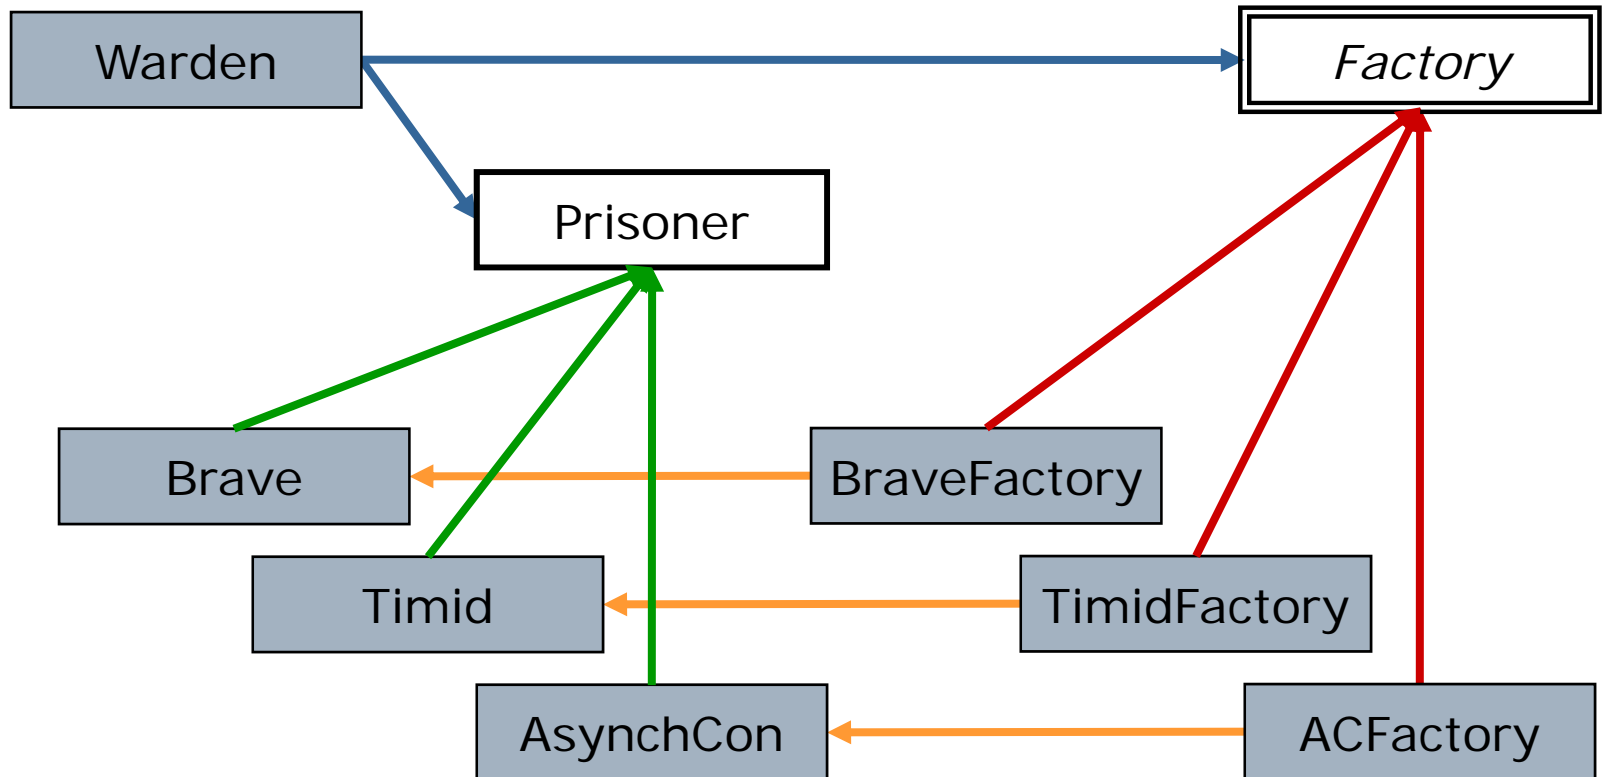 Warden
Factory
Prisoner
Brave
BraveFactory
Timid
TimidFactory
AsynchCon
ACFactory